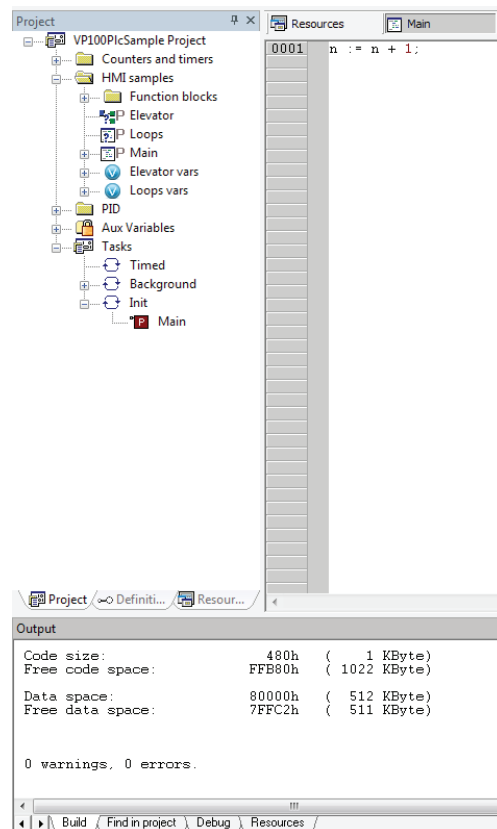 Project
Resources
Main
VP100PlcSample Project
Counters and timers
HMI samples
Function blocks
P Elevator
P Loops
P Main
V Elevator vars
V Loops vars
PID
Aux Variables
Tasks
Timed
Background
Init
P Main
0001 n := n + 1;
Project
Definiti...
Resour...
Output
Code size: 480h ( 1 KByte)
Free code space: FFB80h ( 1022 KByte)
Data space: 80000h ( 512 KByte)
Free data space: 7FFC2h ( 511 KByte)
0 warnings, 0 errors.
Build
Find in project
Debug
Resources